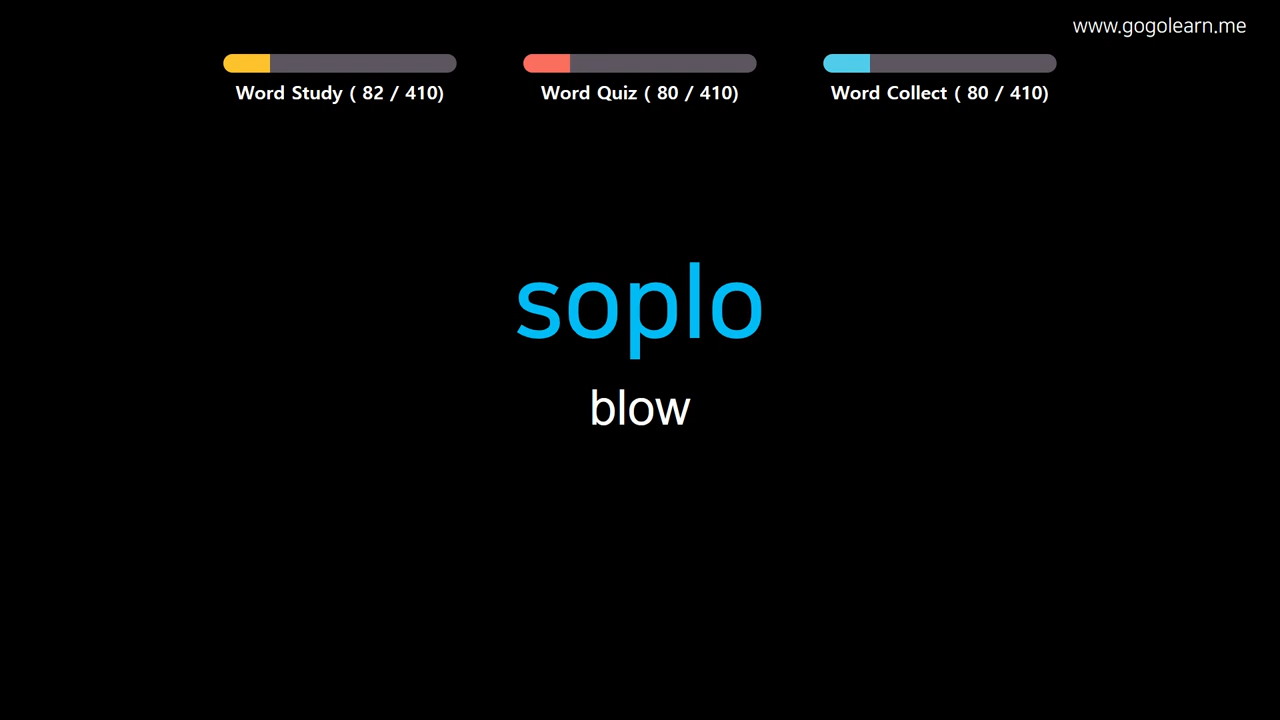 www.gogolearn.me
Word Study ( 82 / 410)
Word Quiz ( 80 / 410)
Word Collect ( 80 / 410)
soplo
blow